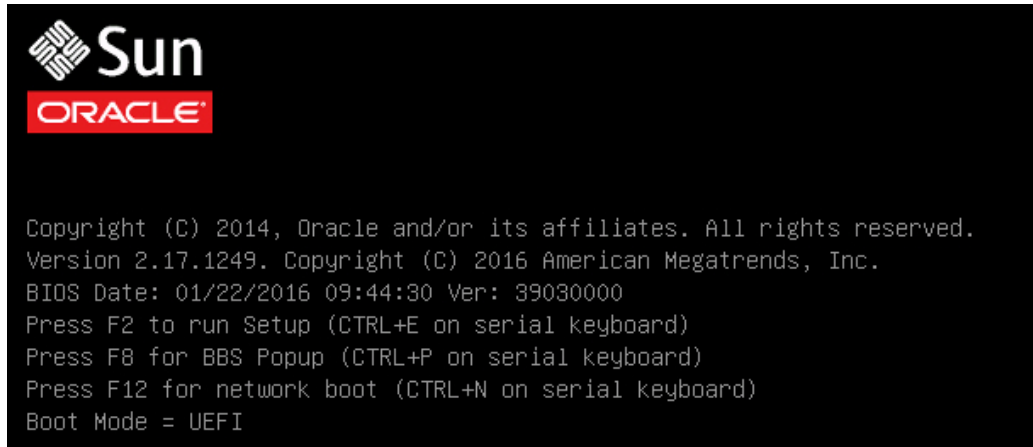 Sun
ORACLE®
Copyright (C) 2014, Oracle and/or its affiliates. All rights reserved.
Version 2.17.1249. Copyright (C) 2016 American Megatrends, Inc.
BIOS Date: 01/22/2016 09:44:30 Ver: 39030000
Press F2 to run Setup (CTRL+E on serial keyboard)
Press F8 for BBS Popup (CTRL+P on serial keyboard)
Press F12 for network boot (CTRL+N on serial keyboard)
Boot Mode = UEFI